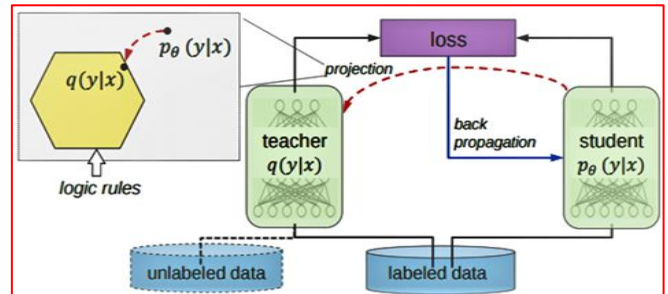 p_θ (y|x)
q(y|x)
logic rules
projection
loss
teacher
q(y|x)
back
propagation
student
p_θ (y|x)
unlabeled data
labeled data